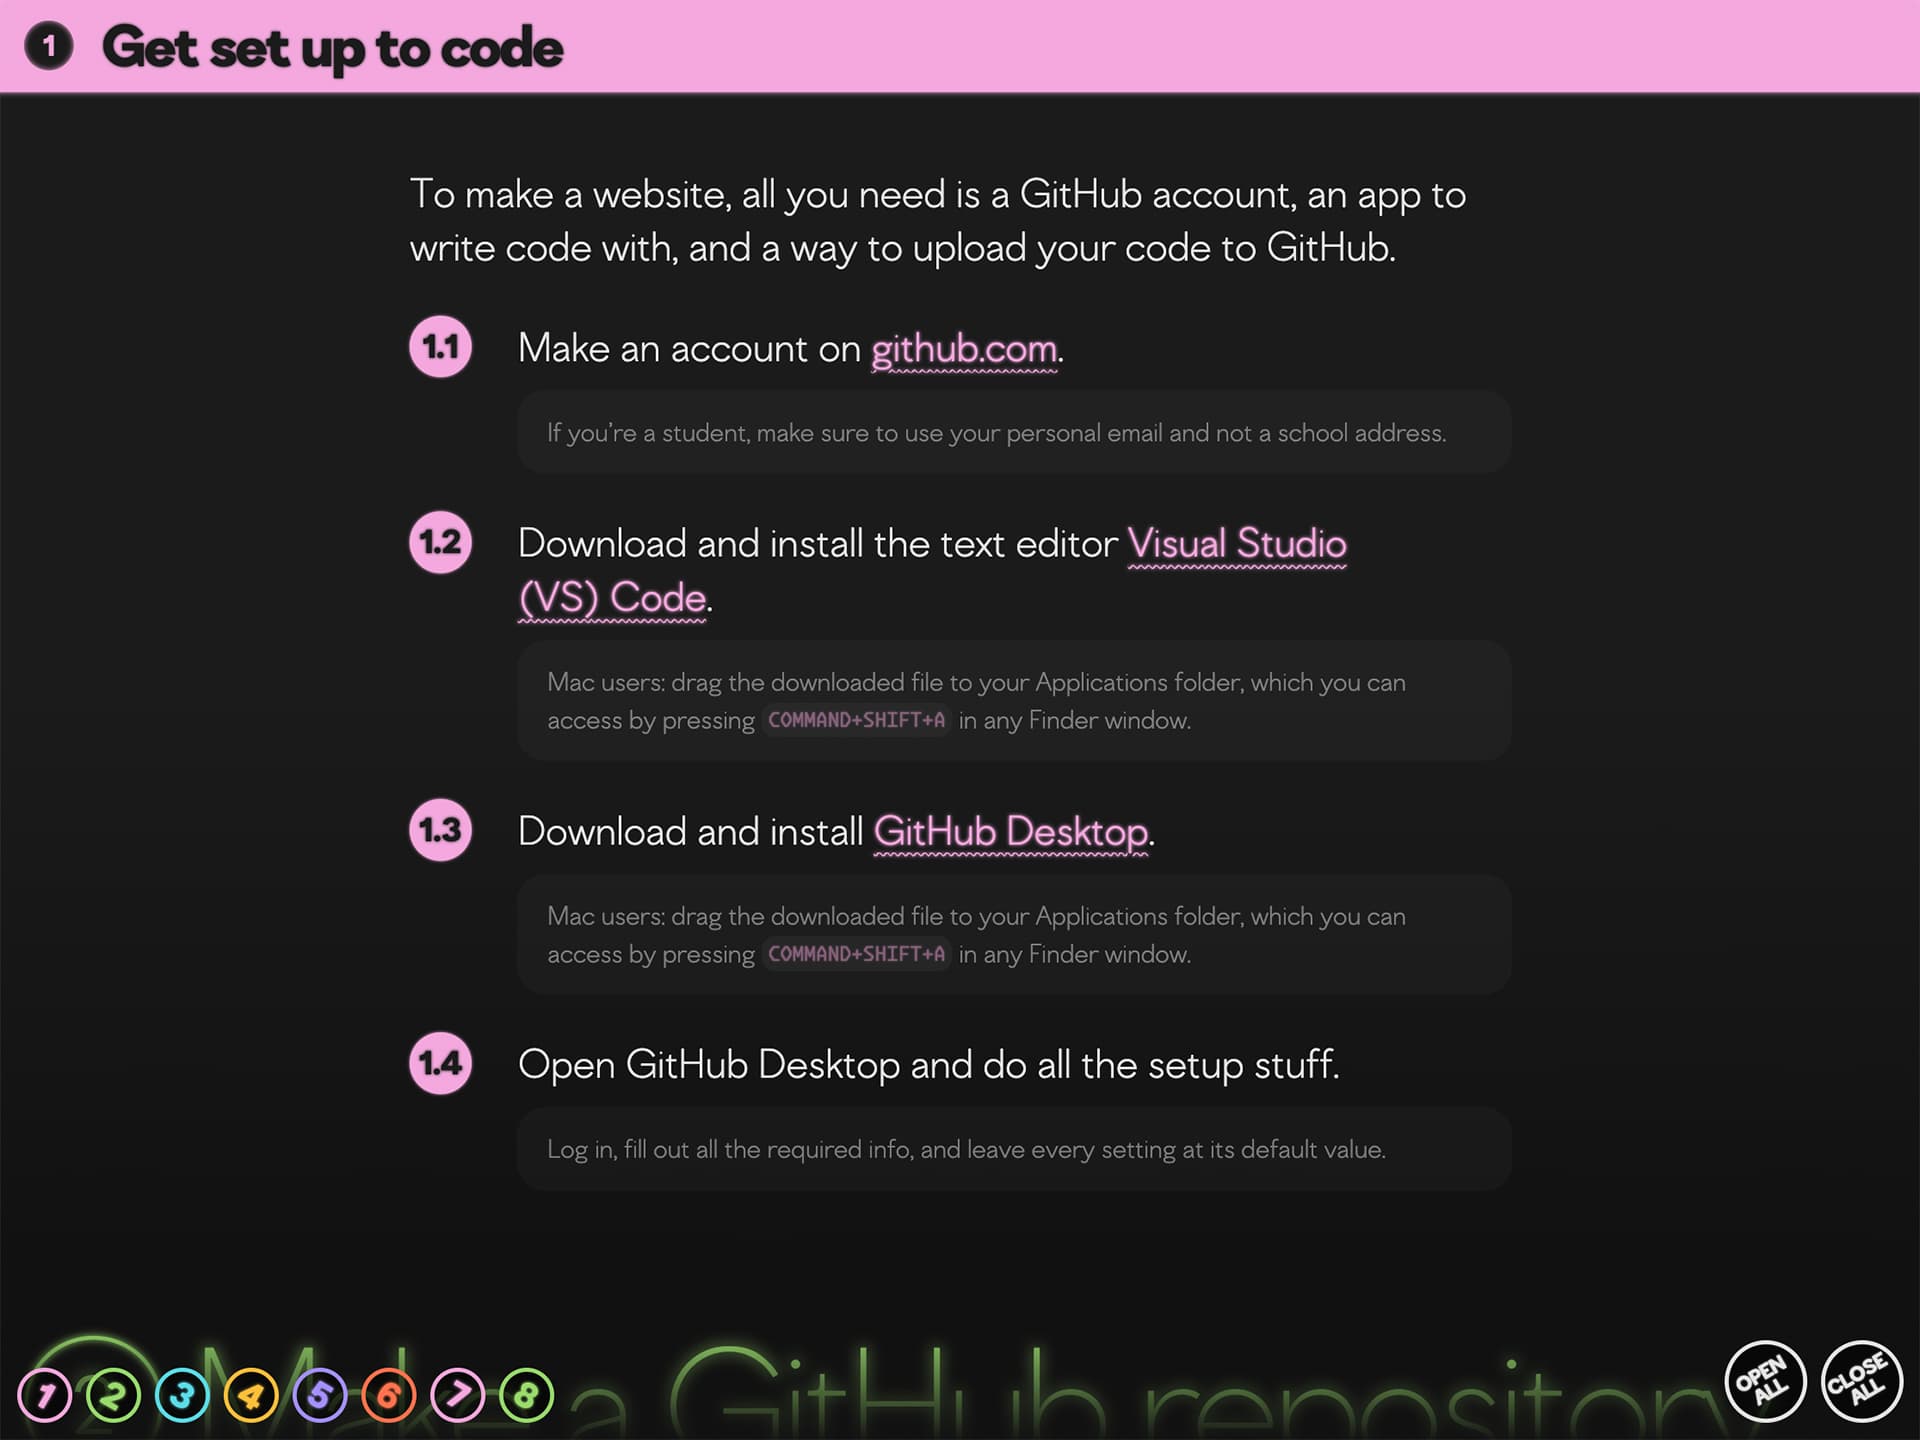 1 Get set up to code
To make a website, all you need is a GitHub account, an app to
write code with, and a way to upload your code to GitHub.
1.1 Make an account on github.com.
If you’re a student, make sure to use your personal email and not a school address.
1.2 Download and install the text editor Visual Studio
(VS) Code.
Mac users: drag the downloaded file to your Applications folder, which you can
access by pressing COMMAND+SHIFT+A in any Finder window.
1.3 Download and install GitHub Desktop.
Mac users: drag the downloaded file to your Applications folder, which you can
access by pressing COMMAND+SHIFT+A in any Finder window.
1.4 Open GitHub Desktop and do all the setup stuff.
Log in, fill out all the required info, and leave every setting at its default value.
2 Make a GitHub repository
1 2 3 4 5 6 7 8
OPEN
ALL
CLOSE
ALL